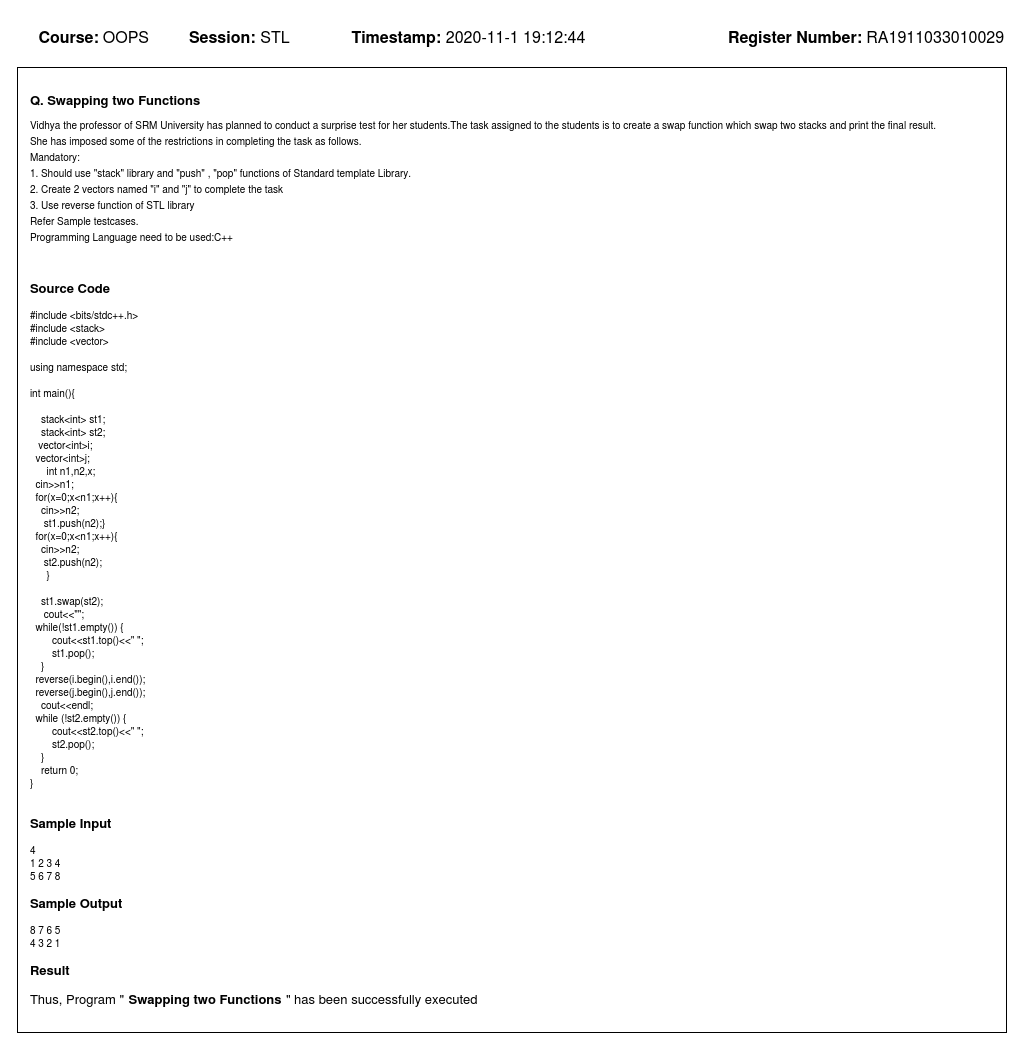 Course: OOPS Session: STL Timestamp: 2020-11-1 19:12:44 Register Number: RA1911033010029
Q. Swapping two Functions
Vidhya the professor of SRM University has planned to conduct a surprise test for her students.The task assigned to the students is to create a swap function which swap two stacks and print the final result.
She has imposed some of the restrictions in completing the task as follows.
Mandatory:
1. Should use "stack" library and "push" , "pop" functions of Standard template Library.
2. Create 2 vectors named "i" and "j" to complete the task
3. Use reverse function of STL library
Refer Sample testcases.
Programming Language need to be used:C++
Source Code
#include <bits/stdc++.h>
#include <stack>
#include <vector>
using namespace std;
int main(){
stack<int> st1;
stack<int> st2;
vector<int>i;
vector<int>j;
int n1,n2,x;
cin>>n1;
for(x=0;x<n1;x++){
cin>>n2;
st1.push(n2);}
for(x=0;x<n1;x++){
cin>>n2;
st2.push(n2);
}
st1.swap(st2);
cout<<"";
while(!st1.empty()) {
cout<<st1.top()<<" ";
st1.pop();
}
reverse(i.begin(),i.end());
reverse(j.begin(),j.end());
cout<<endl;
while (!st2.empty()) {
cout<<st2.top()<<" ";
st2.pop();
}
return 0;
}
Sample Input
4
1 2 3 4
5 6 7 8
Sample Output
8 7 6 5
4 3 2 1
Result
Thus, Program " Swapping two Functions " has been successfully executed